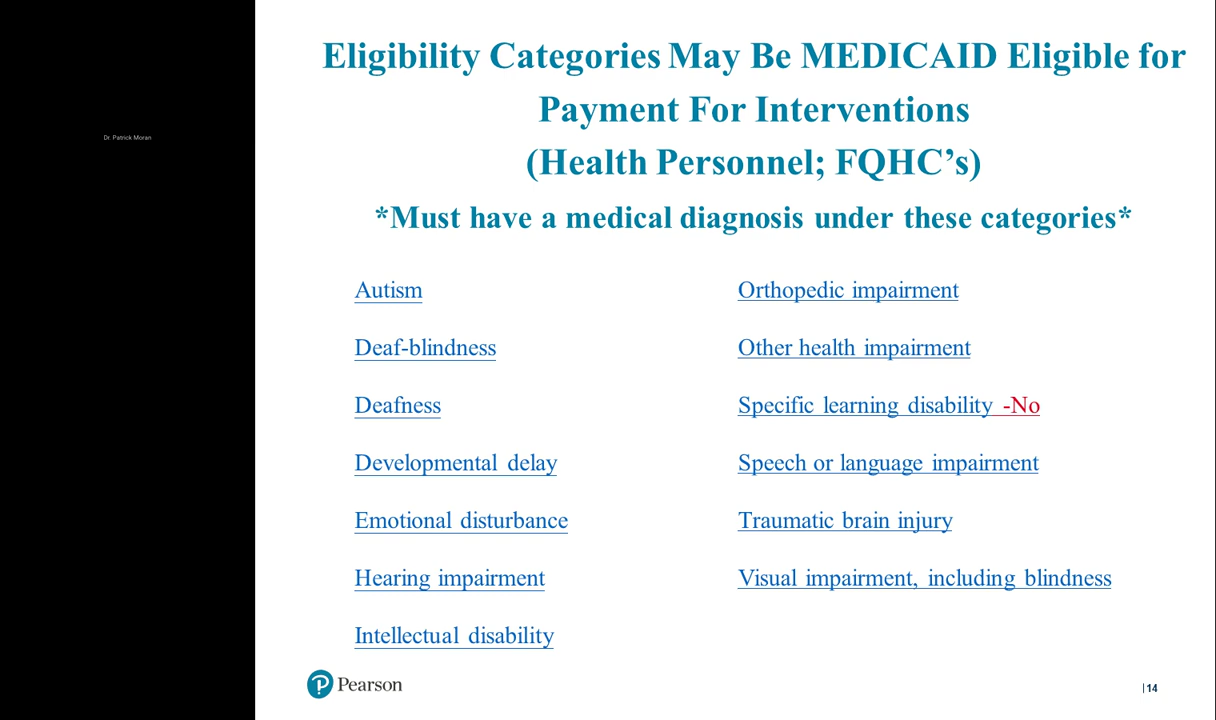 Dr. Patrick Moran
Eligibility Categories May Be MEDICAID Eligible for
Payment For Interventions
(Health Personnel; FQHC’s)
*Must have a medical diagnosis under these categories*
Autism
Deaf-blindness
Deafness
Developmental delay
Emotional disturbance
Hearing impairment
Intellectual disability
Orthopedic impairment
Other health impairment
Specific learning disability -No
Speech or language impairment
Traumatic brain injury
Visual impairment, including blindness
Pearson
|14